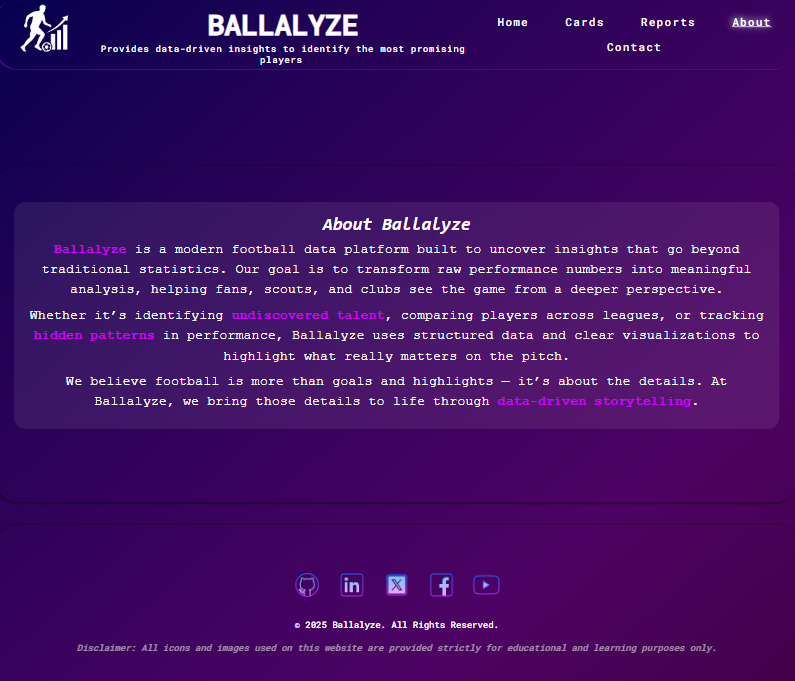 BALLALYZE
Provides data-driven insights to identify the most promising
players
Home Cards Reports About
Contact
About Ballalyze
Ballalyze is a modern football data platform built to uncover insights that go beyond
traditional statistics. Our goal is to transform raw performance numbers into meaningful
analysis, helping fans, scouts, and clubs see the game from a deeper perspective.
Whether it’s identifying undiscovered talent, comparing players across leagues, or tracking
hidden patterns in performance, Ballalyze uses structured data and clear visualizations to
highlight what really matters on the pitch.
We believe football is more than goals and highlights — it’s about the details. At
Ballalyze, we bring those details to life through data-driven storytelling.
in X f
© 2025 Ballalyze. All Rights Reserved.
Disclaimer: All icons and images used on this website are provided strictly for educational and learning purposes only.